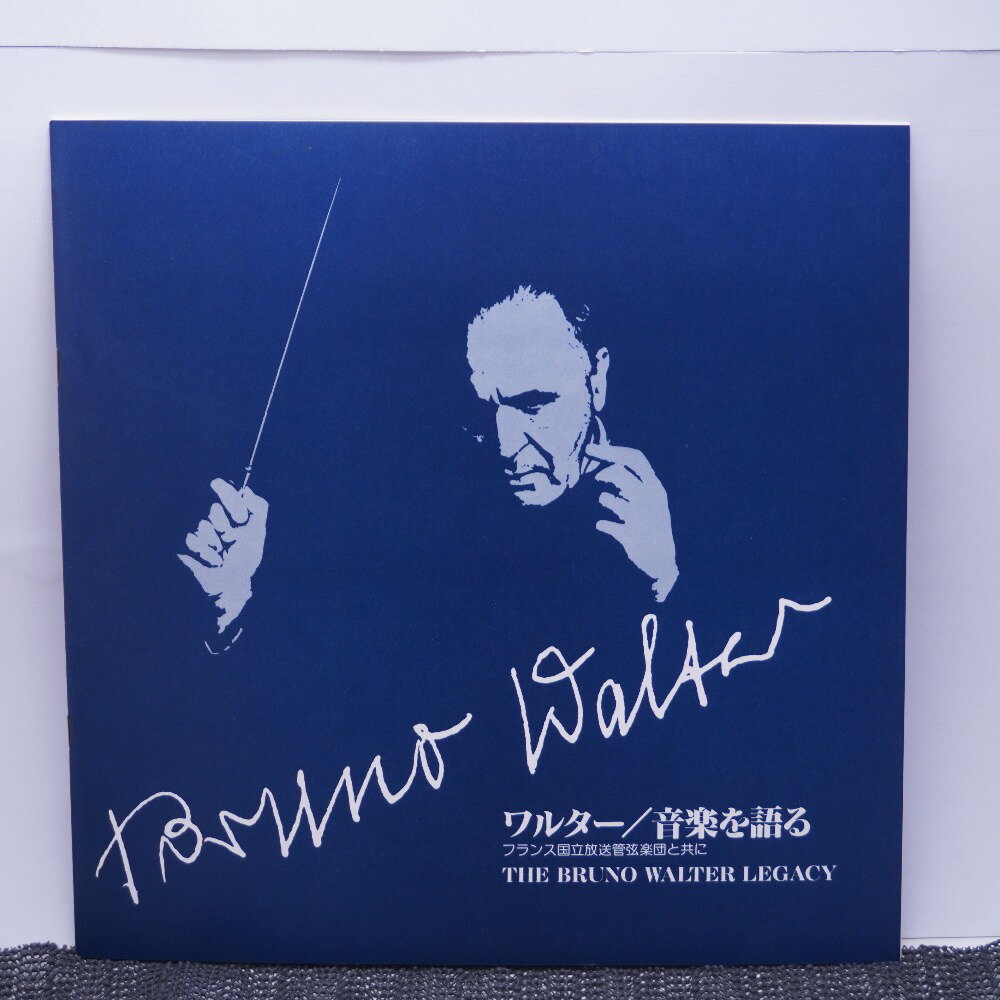 Bruno Walter
ワルター／音楽を語る
フランス国立放送管弦楽団と共に
THE BRUNO WALTER LEGACY